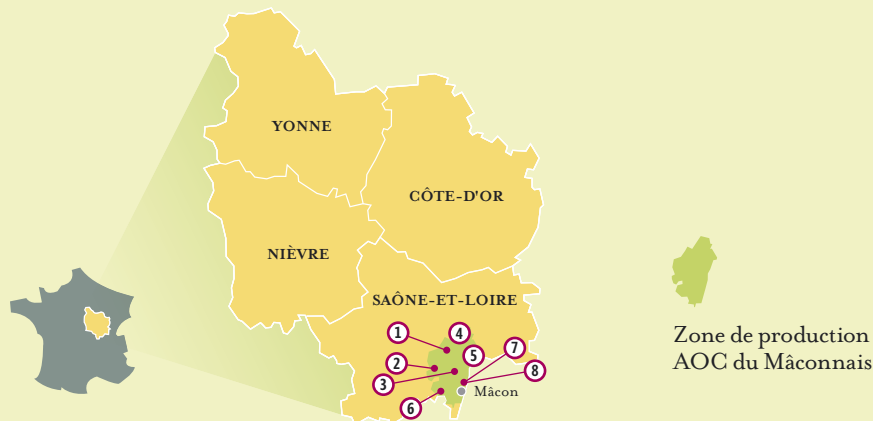 YONNE
CÔTE-D'OR
NIÈVRE
SAÔNE-ET-LOIRE
1
4
7
5
2
8
3
Mâcon
6
Zone de production
AOC du Mâconnais